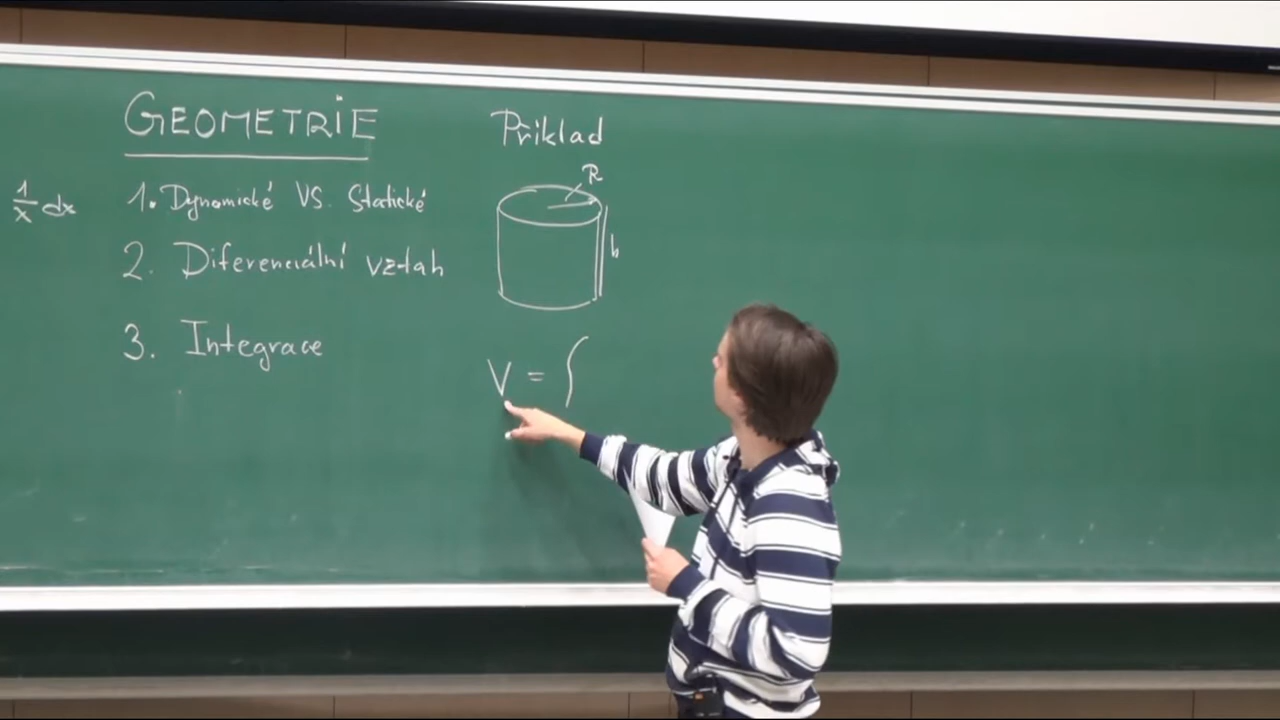 GEOMETRIE
1/x dx
1. Dynamické VS. Statické
2. Diferenciální vztah
3. Integrace
Příklad
R
h
V = ∫